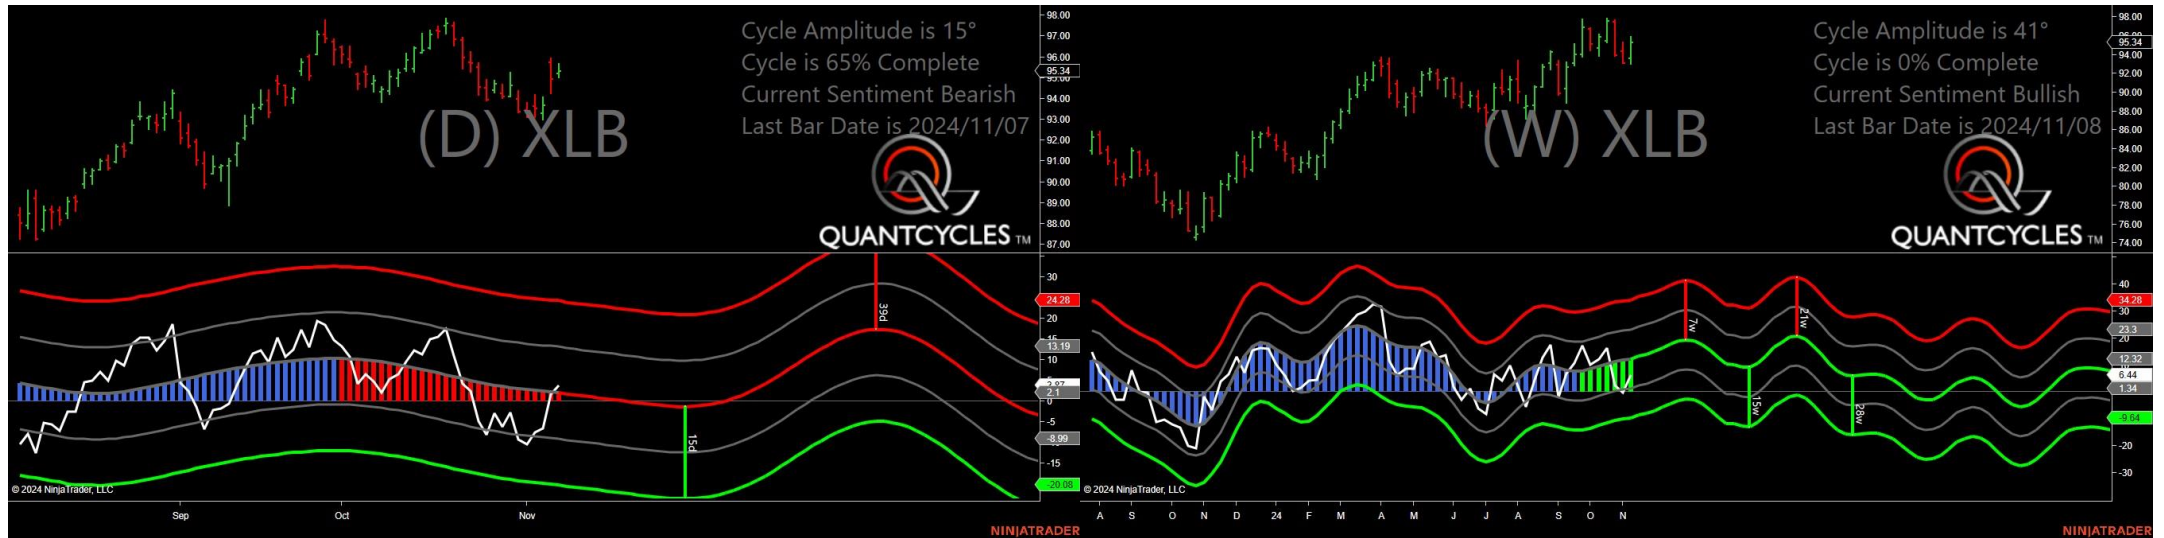 Cycle Amplitude is 15°
Cycle is 65% Complete
Current Sentiment Bearish
Last Bar Date is 2024/11/07
(D) XLB
QUANTCYCLES TM
98.00
97.00
96.00
95.34
95.00
94.00
93.00
92.00
91.00
90.00
89.00
88.00
87.00
30
24.28
20
13.19
10
2.1
0
-5
-8.99
-15
-20.08
39d
15d
© 2024 NinjaTrader, LLC
Sep
Oct
Nov
NINJATRADER
Cycle Amplitude is 41°
Cycle is 0% Complete
Current Sentiment Bullish
Last Bar Date is 2024/11/08
(W) XLB
QUANTCYCLES TM
98.00
95.34
94.00
92.00
90.00
88.00
86.00
84.00
82.00
80.00
78.00
76.00
74.00
40
34.28
30
23.3
20
12.32
6.44
1.34
-9.64
-20
-30
7w
21w
15w
28w
© 2024 NinjaTrader, LLC
A S O N D 24 F M A M J J A S O N
NINJATRADER